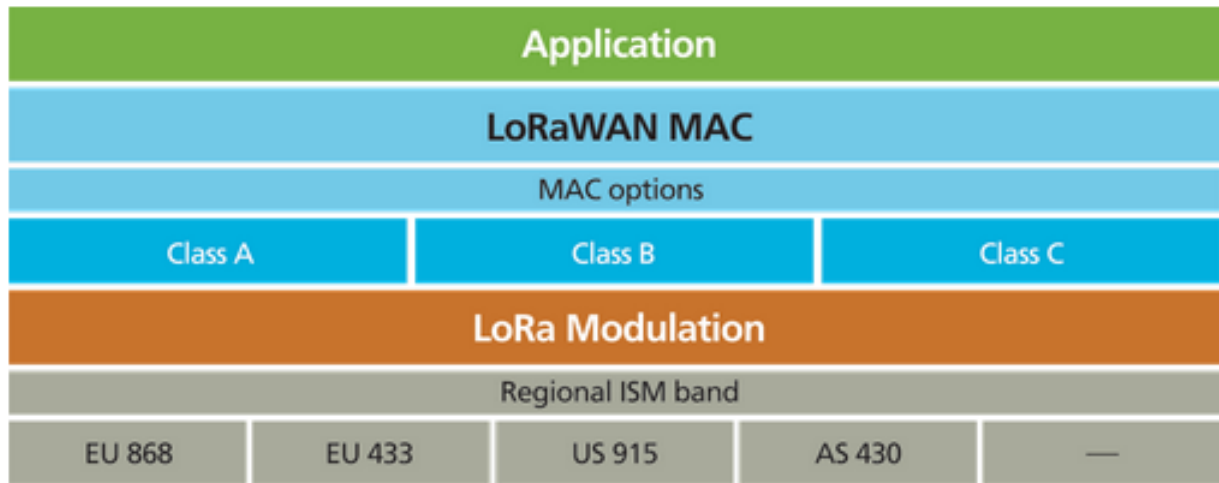 Application
LoRaWAN MAC
MAC options
Class A Class B Class C
LoRa Modulation
Regional ISM band
EU 868 EU 433 US 915 AS 430 —